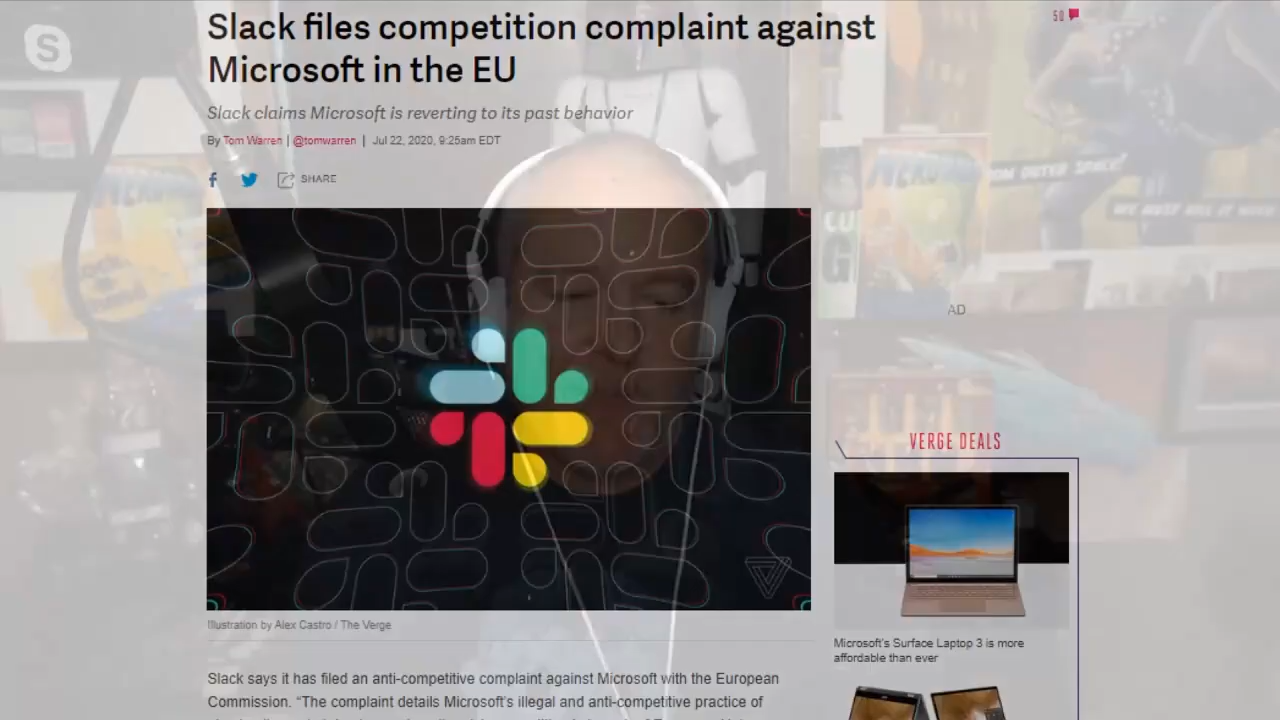 Slack files competition complaint against
Microsoft in the EU
50
Slack claims Microsoft is reverting to its past behavior
By Tom Warren | @tomwarren | Jul 22, 2020, 9:25am EDT
SHARE
OUTER SPACE!
AD
VERGE DEALS
Illustration by Alex Castro / The Verge
Microsoft's Surface Laptop 3 is more
affordable than ever
Slack says it has filed an anti-competitive complaint against Microsoft with the European
Commission. “The complaint details Microsoft's illegal and anti-competitive practice of